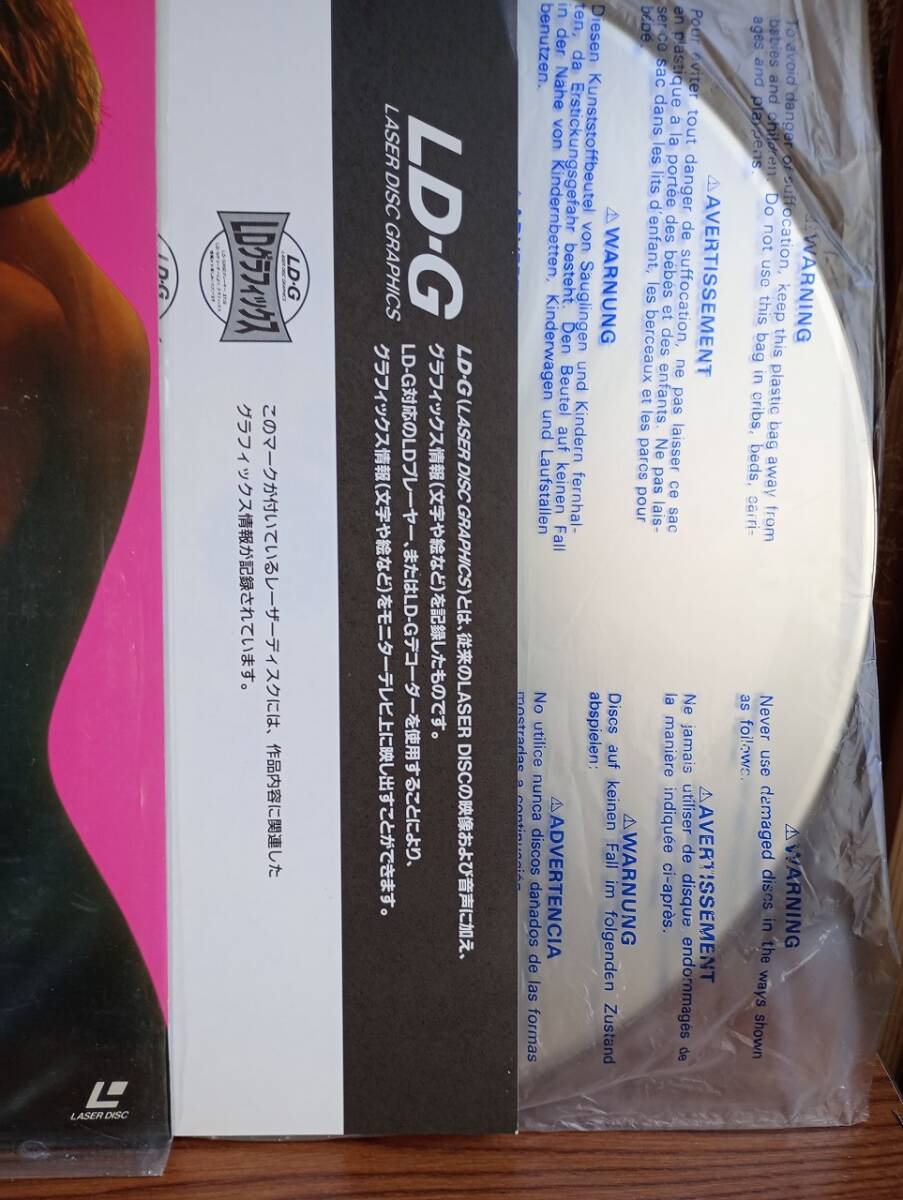 LD·G
LASER DISC GRAPHICS
LD·G(LASER DISC GRAPHICS)とは、従来のLASER DISCの映像および音声に加え、
グラフィックス情報(文字や絵など)を記録したものです。
LD·G対応のLDプレーヤー、またはLD·Gデコーダーを使用することにより、
グラフィックス情報(文字や絵など)をモニターテレビ上に映し出すことができます。
LD·G
LASER DISC GRAPHICS
LDグラフィックス
このマークが付いているレーザーディスクには、作品内容に関連した
グラフィックス情報が記録されています。
LD·G
LASER DISC
⚠WARNING
To avoid danger of suffocation, keep this plastic bag away from
babies and children. Do not use this bag in cribs, beds, carri-
ages and playpens.
⚠AVERTISSEMENT
Pour éviter tout danger de suffocation, ne pas laisser ce sac
en plastique à la portée des bébés et des enfants. Ne pas lais-
ser ce sac dans les lits d'enfant, les berceaux et les parcs pour
bébé.
⚠WARNUNG
Diesen Kunststoffbeutel von Säuglingen und Kindern fernhal-
ten, da Erstickungsgefahr besteht. Den Beutel auf keinen Fall
in der Nähe von Kindernbetten, Kinderwagen und Laufställen
benutzen.
⚠WARNING
Never use damaged discs in the ways shown
as follows.
⚠AVERTISSEMENT
Ne jamais utiliser de disque endommagés de
la manière indiquée ci-après.
⚠WARNUNG
Discs auf keinen Fall im folgenden Zustand
abspielen:
⚠ADVERTENCIA
No utilice nunca discos dañados de las formas
mostradas a continuación